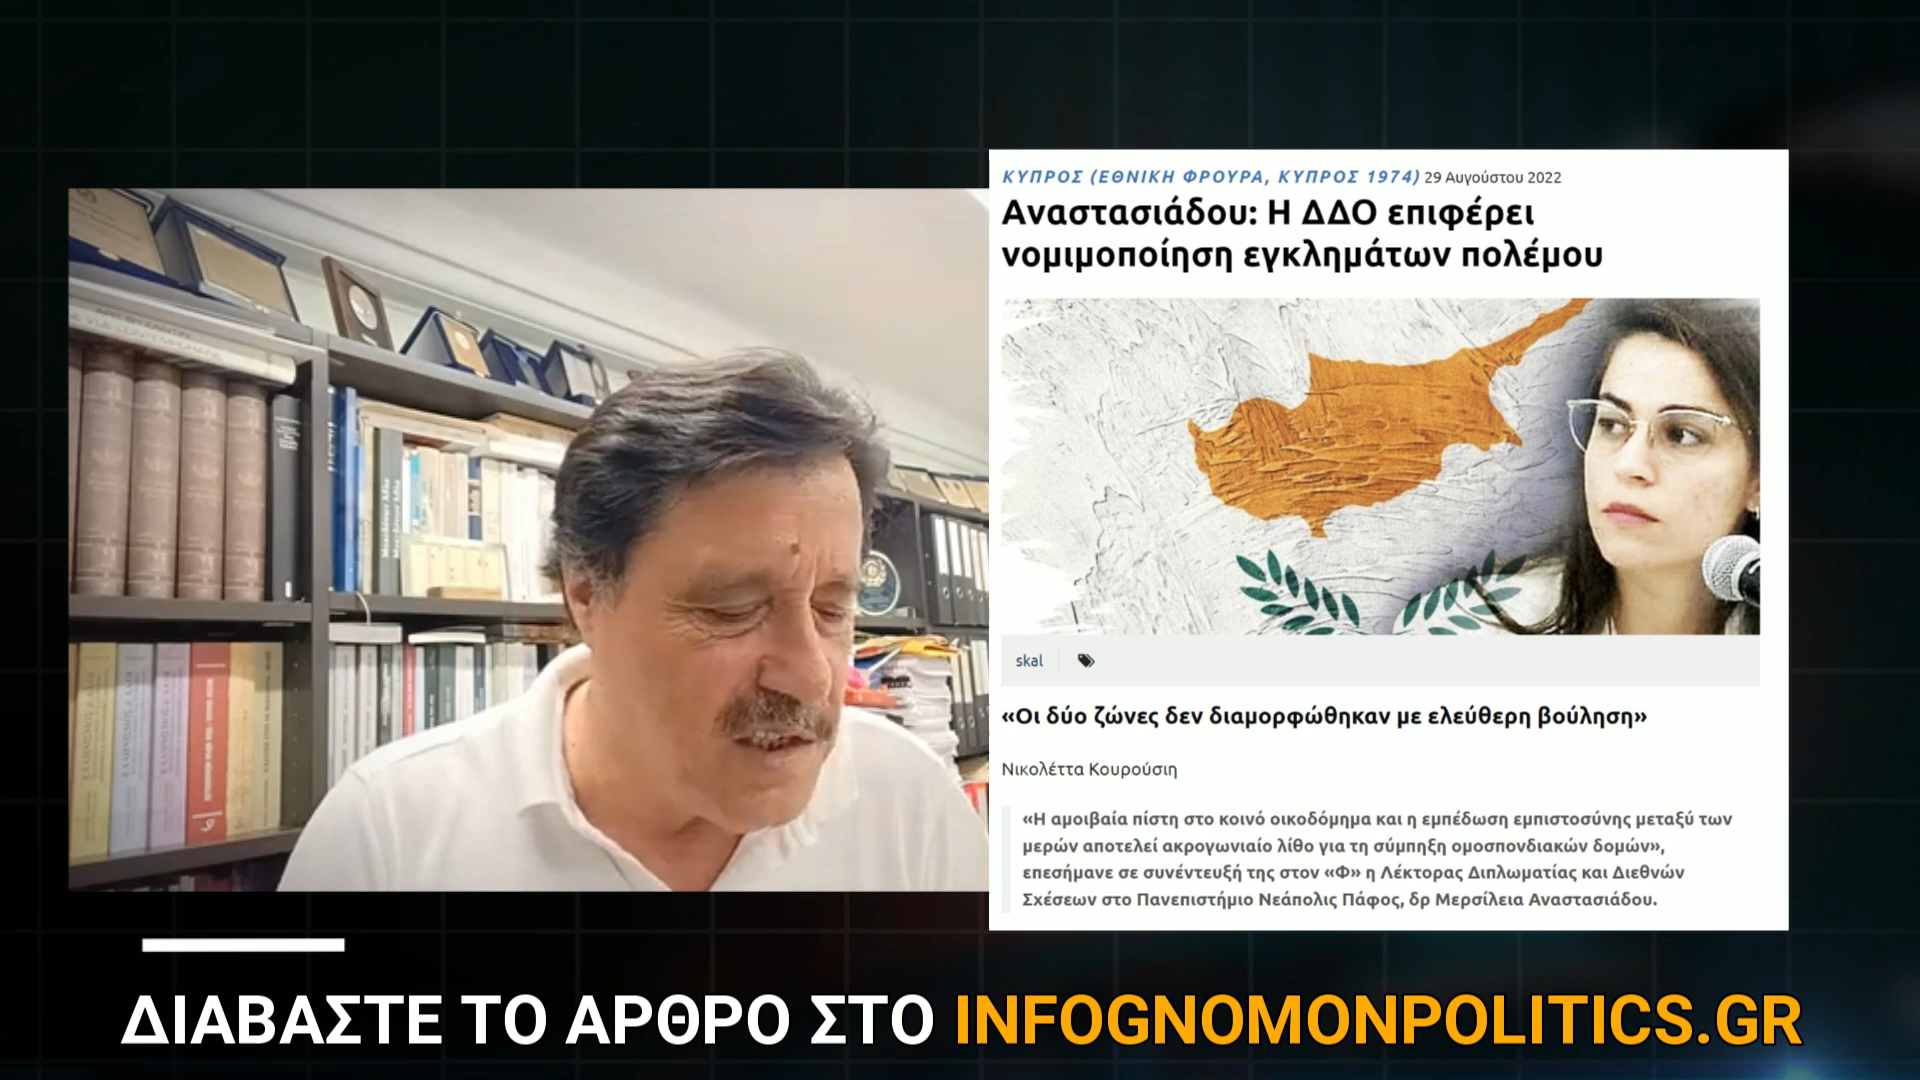 ΚΥΠΡΟΣ (ΕΘΝΙΚΗ ΦΡΟΥΡΑ, ΚΥΠΡΟΣ 1974) 29 Αυγούστου 2022
Αναστασιάδου: Η ΔΔΟ επιφέρει
νομιμοποίηση εγκλημάτων πολέμου
skal
«Οι δύο ζώνες δεν διαμορφώθηκαν με ελεύθερη βούληση»
Νικολέττα Κουρούσιη
«Η αμοιβαία πίστη στο κοινό οικοδόμημα και η εμπέδωση εμπιστοσύνης μεταξύ των
μερών αποτελεί ακρογωνιαίο λίθο για τη σύμπηξη ομοσπονδιακών δομών»,
επεσήμανε σε συνέντευξή της στον «Φ» η Λέκτορας Διπλωματίας και Διεθνών
Σχέσεων στο Πανεπιστήμιο Νεάπολις Πάφος, δρ Μερσίλεια Αναστασιάδου.
ΔΙΑΒΑΣΤΕ ΤΟ ΑΡΘΡΟ ΣΤΟ INFOGNOMONPOLITICS.GR